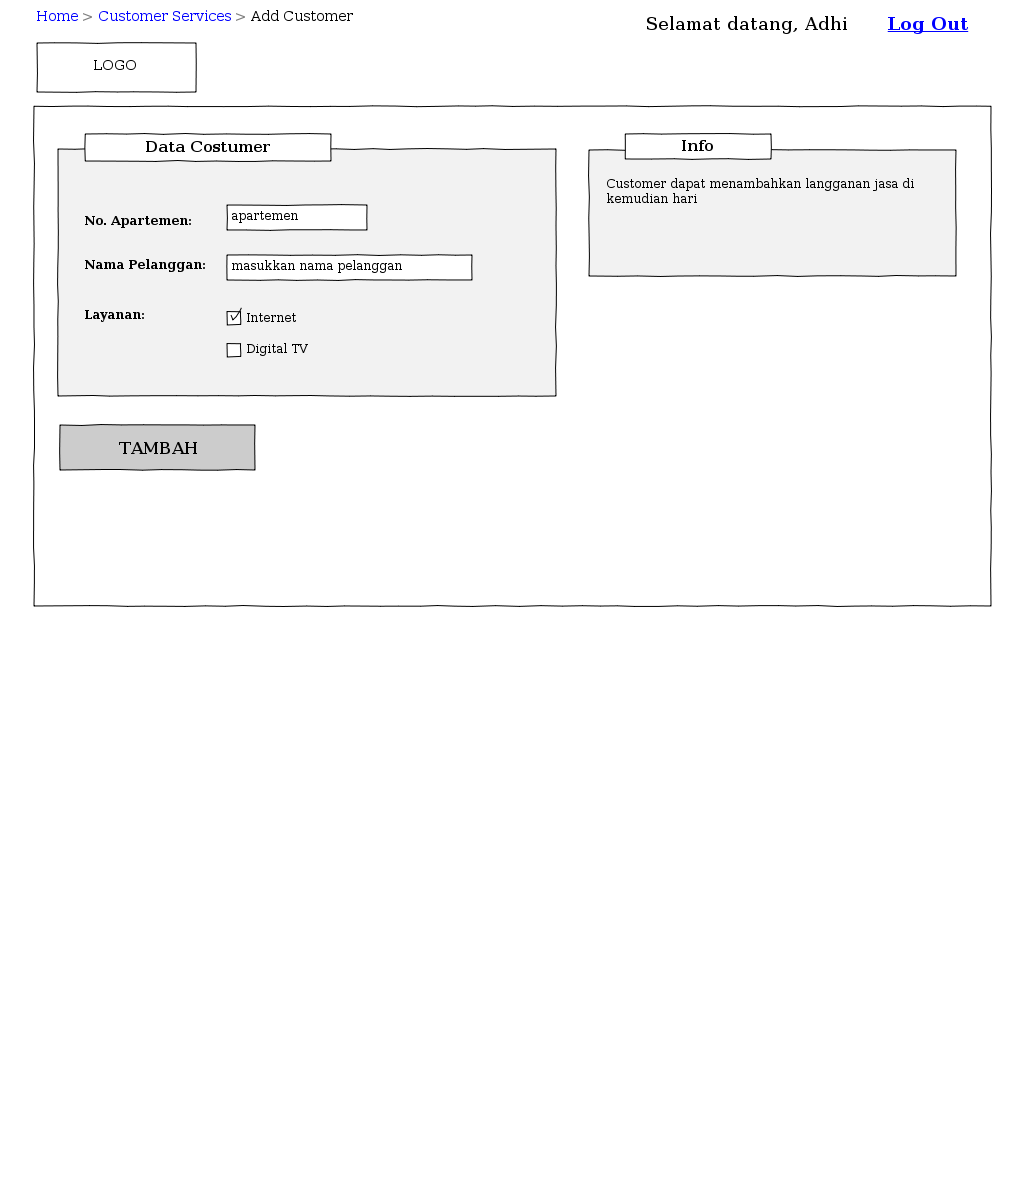 Home > Customer Services > Add Customer
Selamat datang, Adhi
Log Out
LOGO
Data Costumer
No. Apartemen:
apartemen
Nama Pelanggan:
masukkan nama pelanggan
Layanan:
Internet
Digital TV
TAMBAH
Info
Customer dapat menambahkan langganan jasa di
kemudian hari